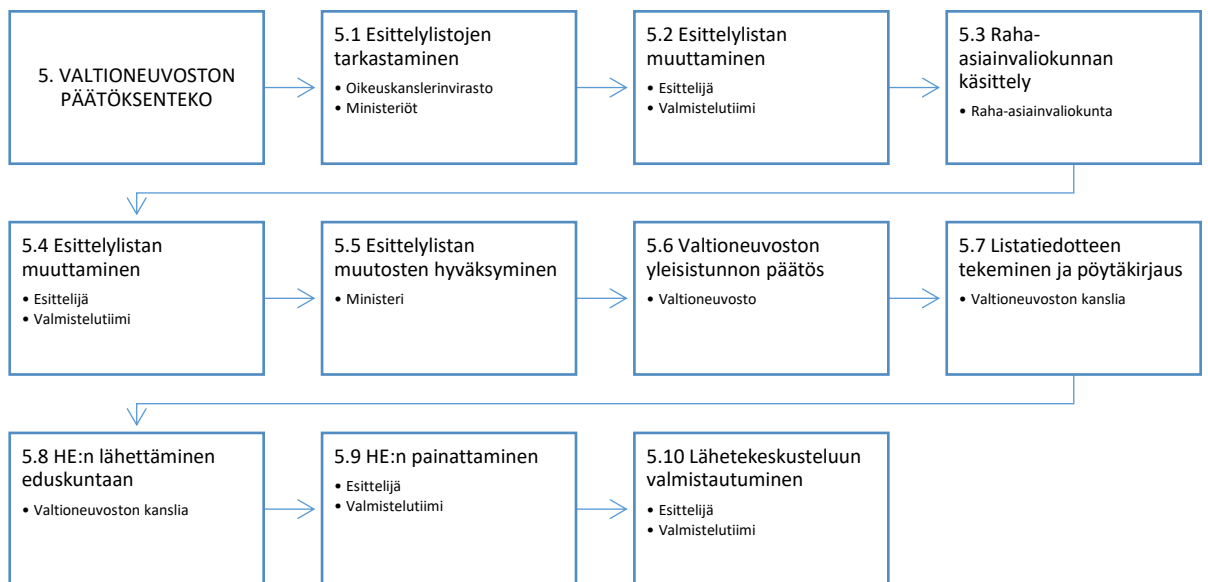 5. VALTIONEUVOSTON
PÄÄTÖKSENTEKO
5.1 Esittelylistojen
tarkastaminen
• Oikeuskanslerinvirasto
• Ministeriöt
5.2 Esittelylistan
muuttaminen
• Esittelijä
• Valmistelutiimi
5.3 Raha-
asiainvaliokunnan
käsittely
• Raha-asiainvaliokunta
5.4 Esittelylistan
muuttaminen
• Esittelijä
• Valmistelutiimi
5.5 Esittelylistan
muutosten hyväksyminen
• Ministeri
5.6 Valtioneuvoston
yleisistunnon päätös
• Valtioneuvosto
5.7 Listatiedotteen
tekeminen ja pöytäkirjaus
• Valtioneuvoston kanslia
5.8 HE:n lähettäminen
eduskuntaan
• Valtioneuvoston kanslia
5.9 HE:n painattaminen
• Esittelijä
• Valmistelutiimi
5.10 Lähetekeskusteluun
valmistautuminen
• Esittelijä
• Valmistelutiimi